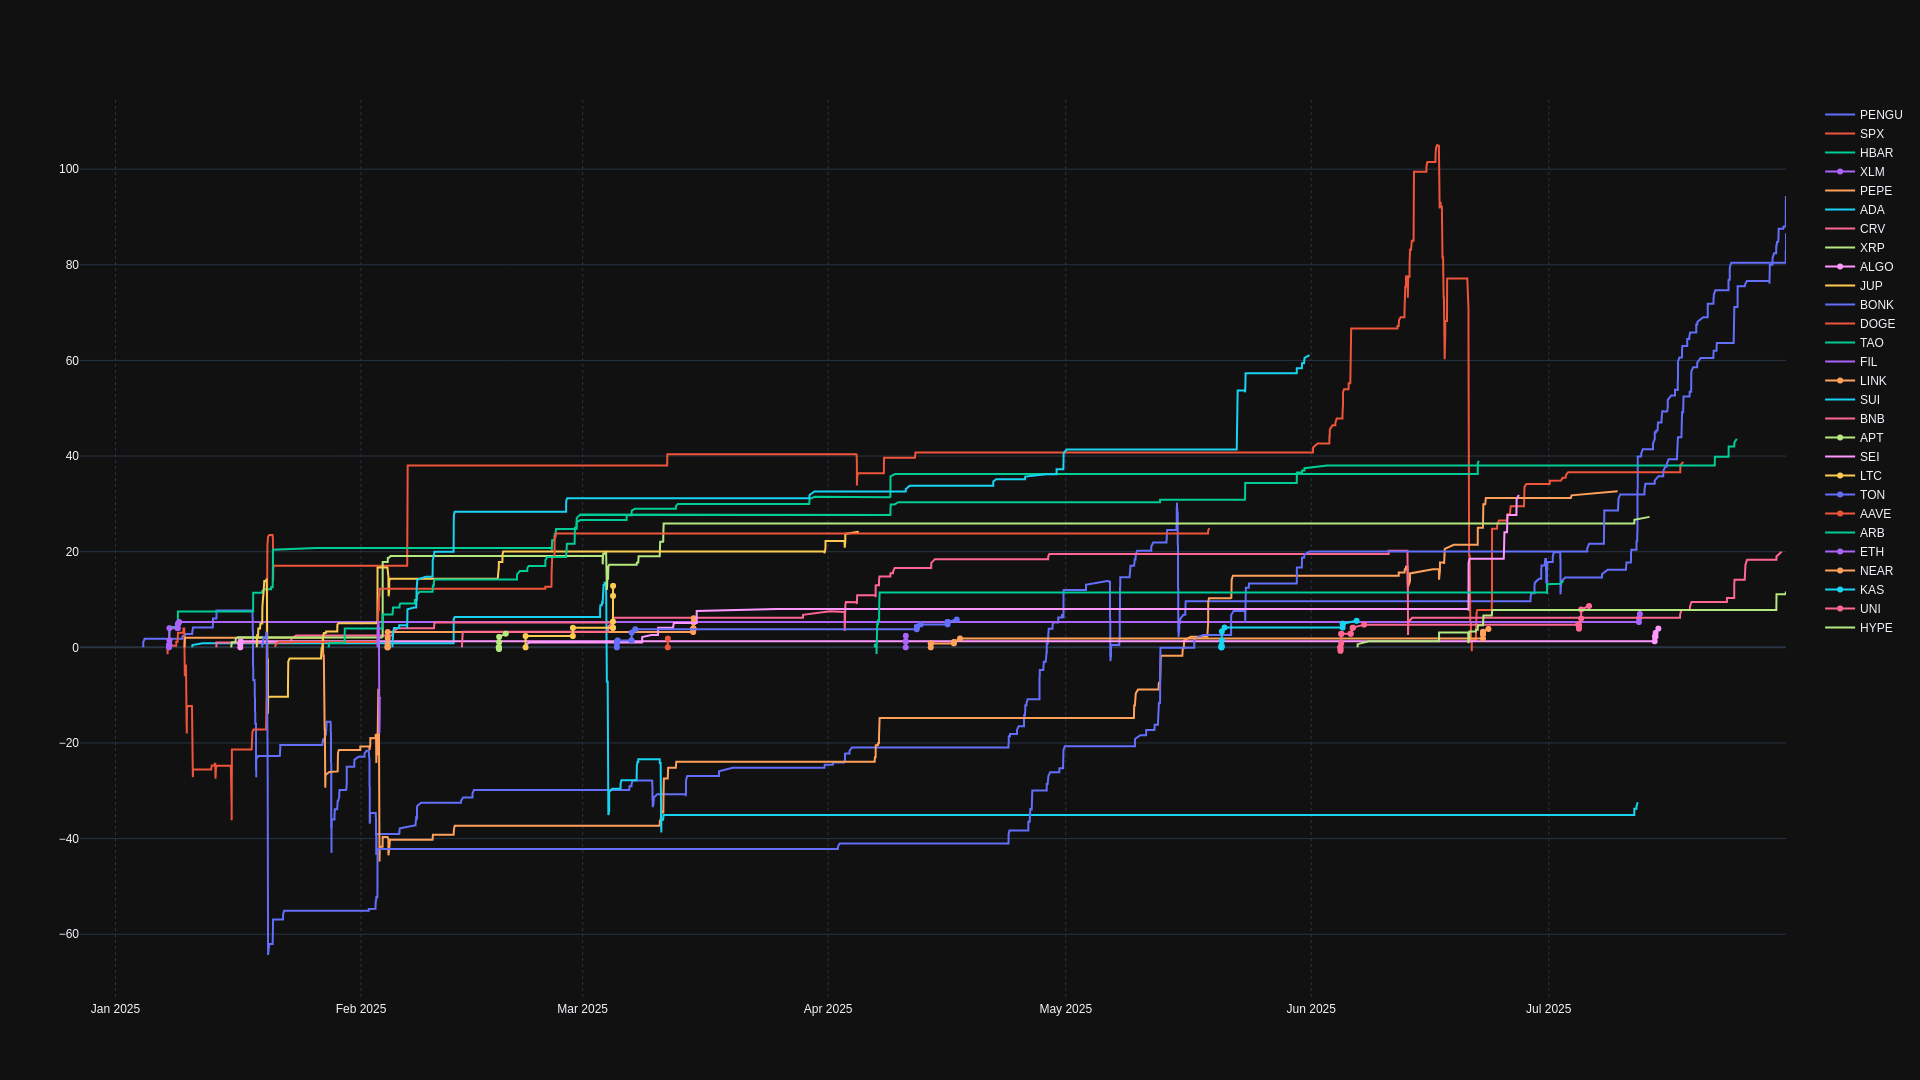 100
80
60
40
20
0
−20
−40
−60
Jan 2025
Feb 2025
Mar 2025
Apr 2025
May 2025
Jun 2025
Jul 2025
PENGU
SPX
HBAR
XLM
PEPE
ADA
CRV
XRP
ALGO
JUP
BONK
DOGE
TAO
FIL
LINK
SUI
BNB
APT
SEI
LTC
TON
AAVE
ARB
ETH
NEAR
KAS
UNI
HYPE